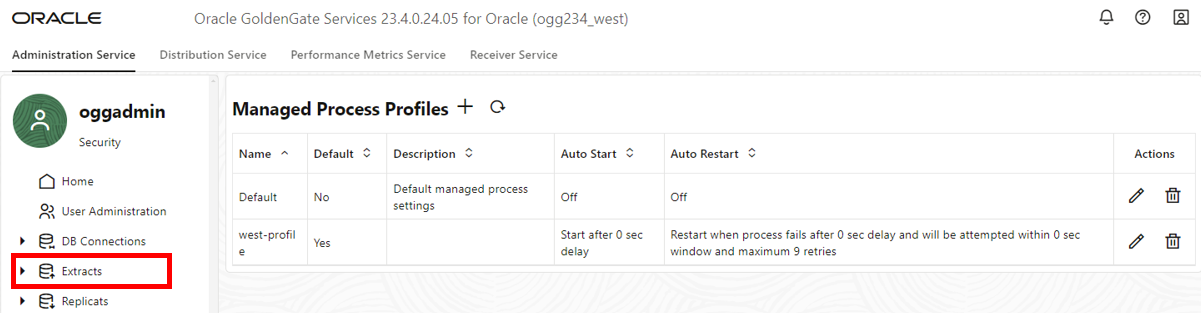 ORACLE
Oracle GoldenGate Services 23.4.0.24.05 for Oracle (ogg234_west)
Administration Service
Distribution Service
Performance Metrics Service
Receiver Service
oggadmin
Security
Home
User Administration
DB Connections
Extracts
Replicats
Managed Process Profiles
Name
Default
Description
Auto Start
Auto Restart
Actions
Default
No
Default managed process
settings
Off
Off
west-profil
e
Yes
Start after 0 sec
delay
Restart when process fails after 0 sec delay and will be attempted within 0 sec
window and maximum 9 retries